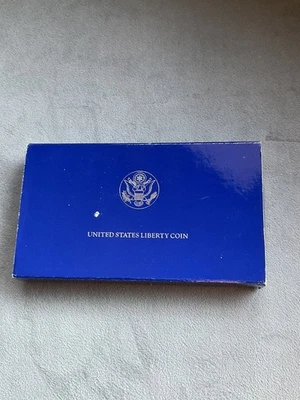 UNITED STATES LIBERTY COIN